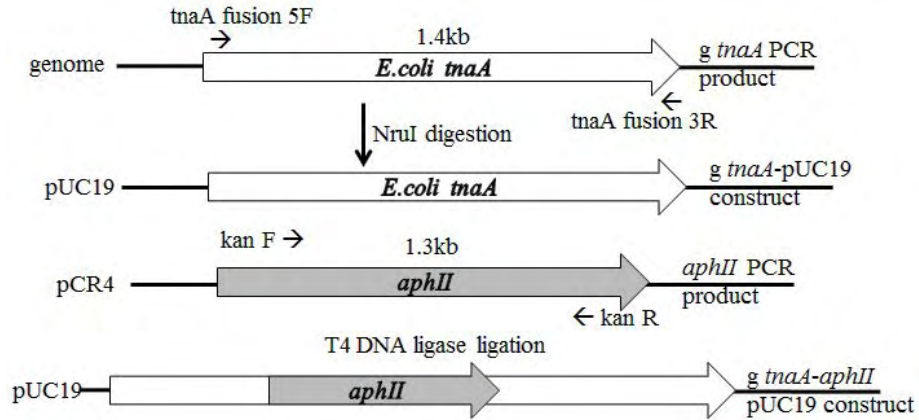 tnaA fusion 5F
→
1.4kb
genome
E.coli tnaA
g tnaA PCR
product
←
tnaA fusion 3R
NruI digestion
pUC19
E.coli tnaA
g tnaA-pUC19
construct
kan F →
1.3kb
pCR4
aphII
aphII PCR
product
← kan R
T4 DNA ligase ligation
pUC19
aphII
g tnaA-aphII
pUC19 construct